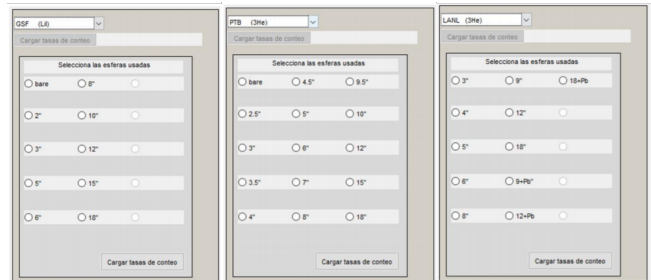 GSF (LiI)
Cargar tasas de conteo
Selecciona las esferas usadas
bare 8"
2" 10"
3" 12"
5" 15"
6" 18"
Cargar tasas de conteo
PTB (3He)
Cargar tasas de conteo
Selecciona las esferas usadas
bare 4.5" 9.5"
2.5" 5" 10"
3" 6" 12"
3.5" 7" 15"
4" 8" 18"
Cargar tasas de conteo
LANL (3He)
Cargar tasas de conteo
Selecciona las esferas usadas
3" 9" 18+Pb
4" 12"
5" 18"
6" 9+Pb"
8" 12+Pb
Cargar tasas de conteo